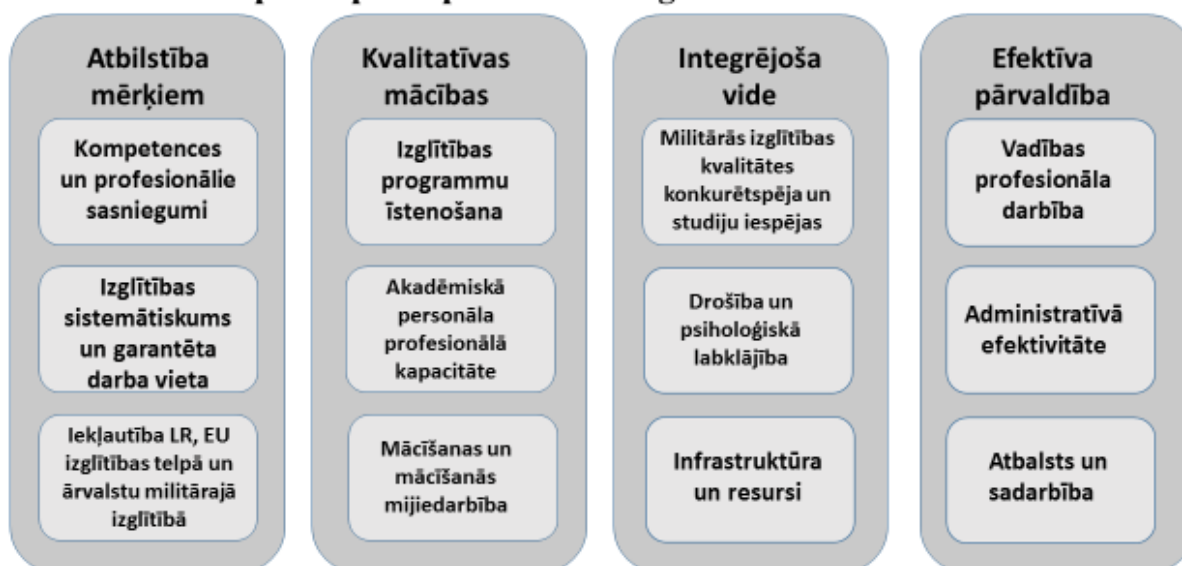 Atbilstība
mērķiem
Kompetences
un profesionālie
sasniegumi
Izglītības
sistemātiskums
un garantēta
darba vieta
Iekļautība LR, EU
izglītības telpā un
ārvalstu militārajā
izglītībā
Kvalitatīvas
mācības
Izglītības
programmu
īstenošana
Akadēmiskā
personāla
profesionālā
kapacitāte
Mācīšanas un
mācīšanās
mijiedarbība
Integrējoša
vide
Militārās izglītības
kvalitātes
konkurētspēja un
studiju iespējas
Drošība un
psiholoģiskā
labklājība
Infrastruktūra
un resursi
Efektīva
pārvaldība
Vadības
profesionāla
darbība
Administratīvā
efektivitāte
Atbalsts un
sadarbība